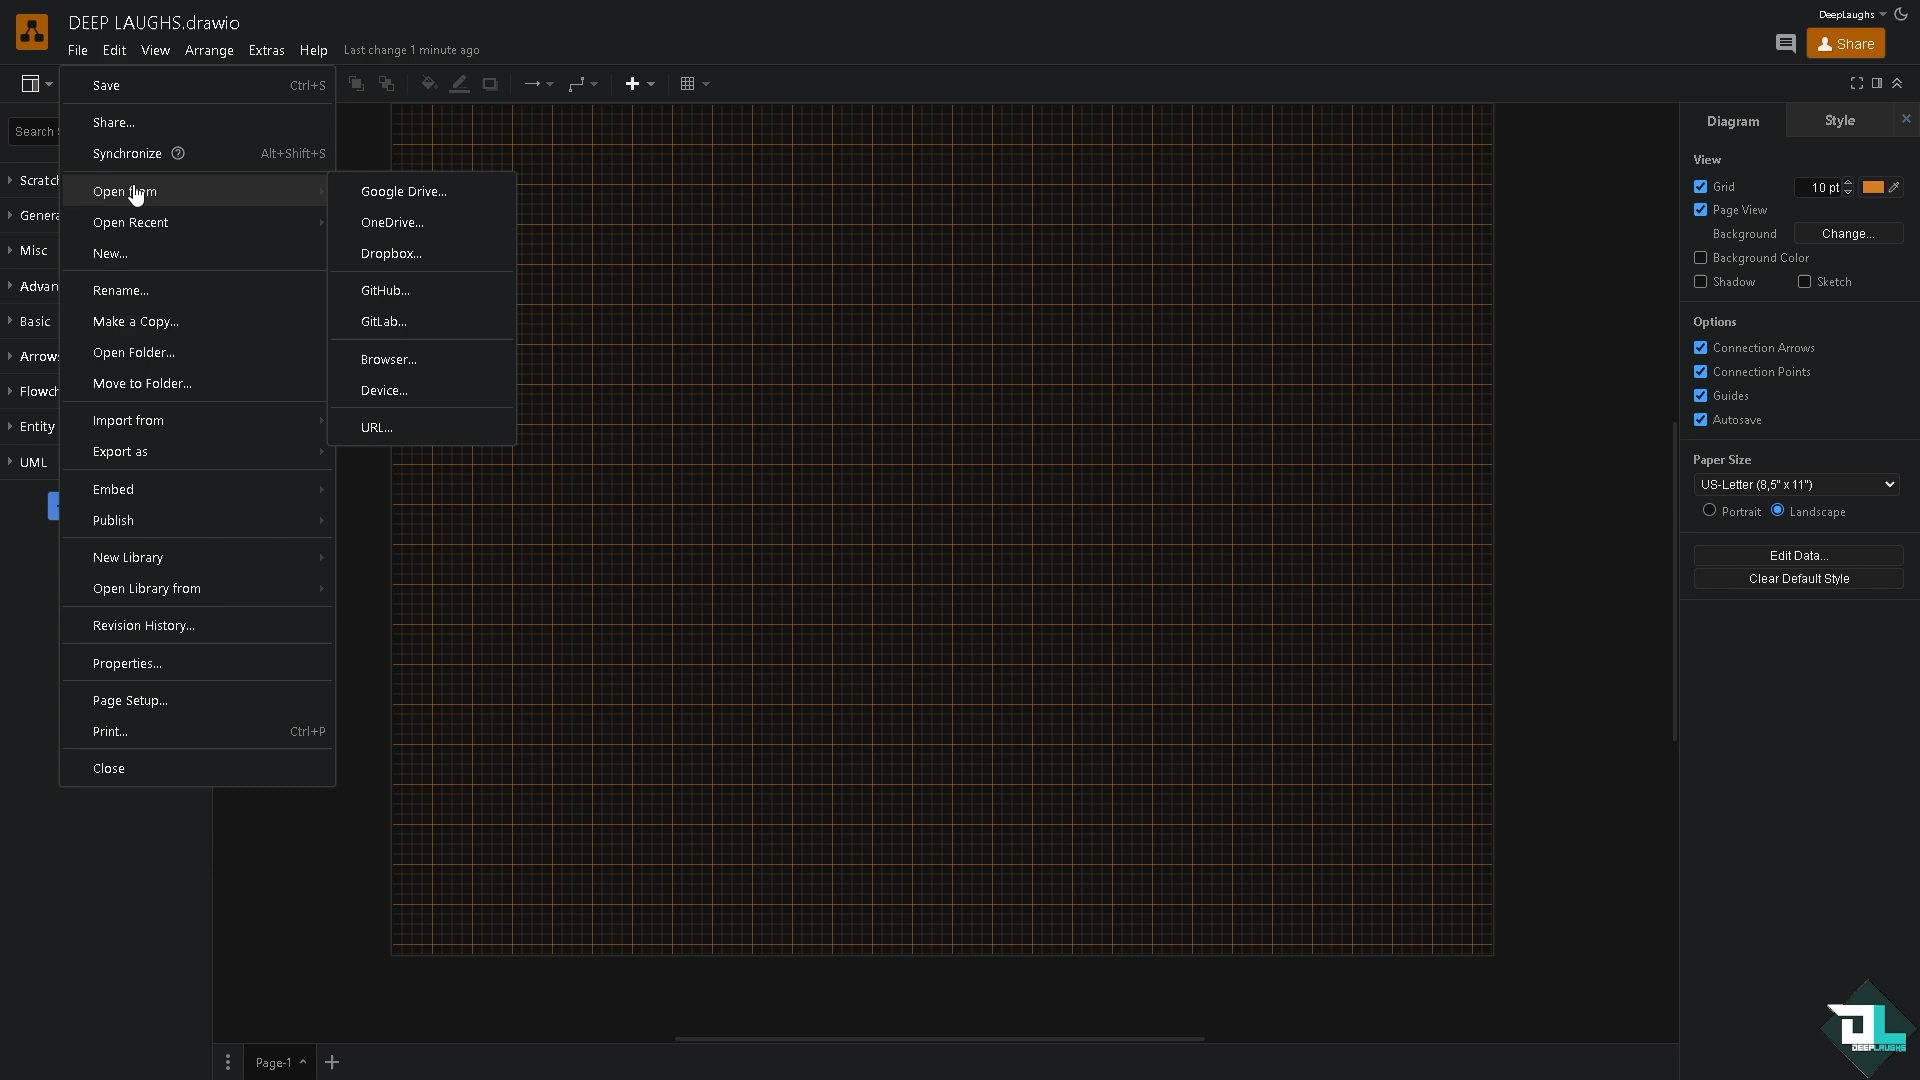 DEEP LAUGHS.drawio
DeepLaughs
File Edit View Arrange Extras Help Last change 1 minute ago
Share
Save Ctrl+S
Share...
Synchronize Alt+Shift+S
Open from
Open Recent
New...
Rename...
Make a Copy...
Open Folder...
Move to Folder...
Import from
Export as
Embed
Publish
New Library
Open Library from
Revision History...
Properties...
Page Setup...
Print... Ctrl+P
Close
Google Drive...
OneDrive...
Dropbox...
GitHub...
GitLab...
Browser...
Device...
URL...
Search
Scratc
Genera
Misc
Advan
Basic
Arrow
Flowc
Entity
UML
Diagram Style
View
Grid 10 pt
Page View
Background Change...
Background Color
Shadow Sketch
Options
Connection Arrows
Connection Points
Guides
Autosave
Paper Size
US-Letter (8,5" x 11")
Portrait Landscape
Edit Data...
Clear Default Style
Page-1
DL
DEEPLAUGHS